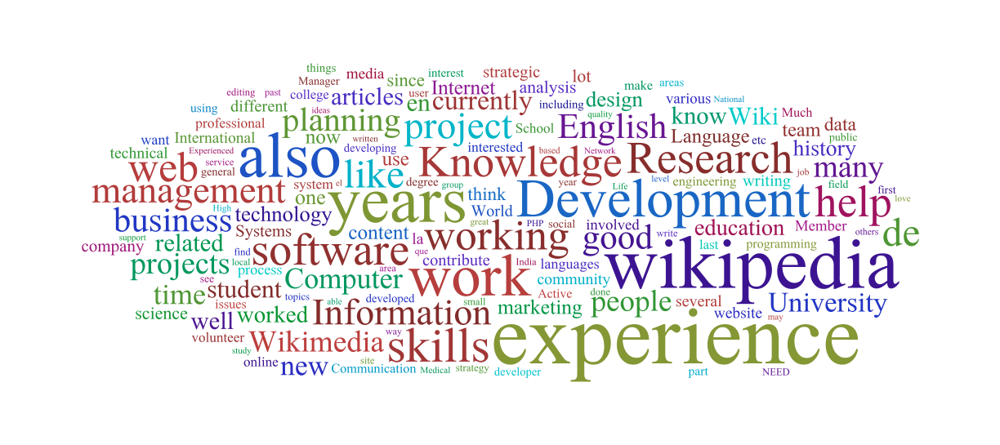 things
media
interest
strategic
lot
Manager
since
Internet
analysis
make
areas
editing
past
college
articles
user
en
currently
including
design
various
National
using
different
ideas
planning
project
quality
School
English
know
Wiki
Much
professional
now
written
Language
etc
team
data
public
want
International
technical
Experienced
also
developing
interested
based
Network
Research
history
service
web
general
like
use
Knowledge
job
many
management
system
el
degree
group
year
Life
level
engineering
writing
field
first
love
one
years
think
World
Development
help
High
business
technology
great
PHP
social
involved
education
Member
others
de
support
Systems
content
la
working
good
write
last
programming
company
related
find
software
que
contribute
India
languages
wikipedia
projects
local
process
area
work
community
see
time
student
Computer
topics
able
developed
small
Active
done
marketing
people
several
University
issues
science
well
worked
Information
website
may
volunteer
study
Wikimedia
way
skills
experience
online
new
site
Communication
Medical
strategy
developer
part
NEED